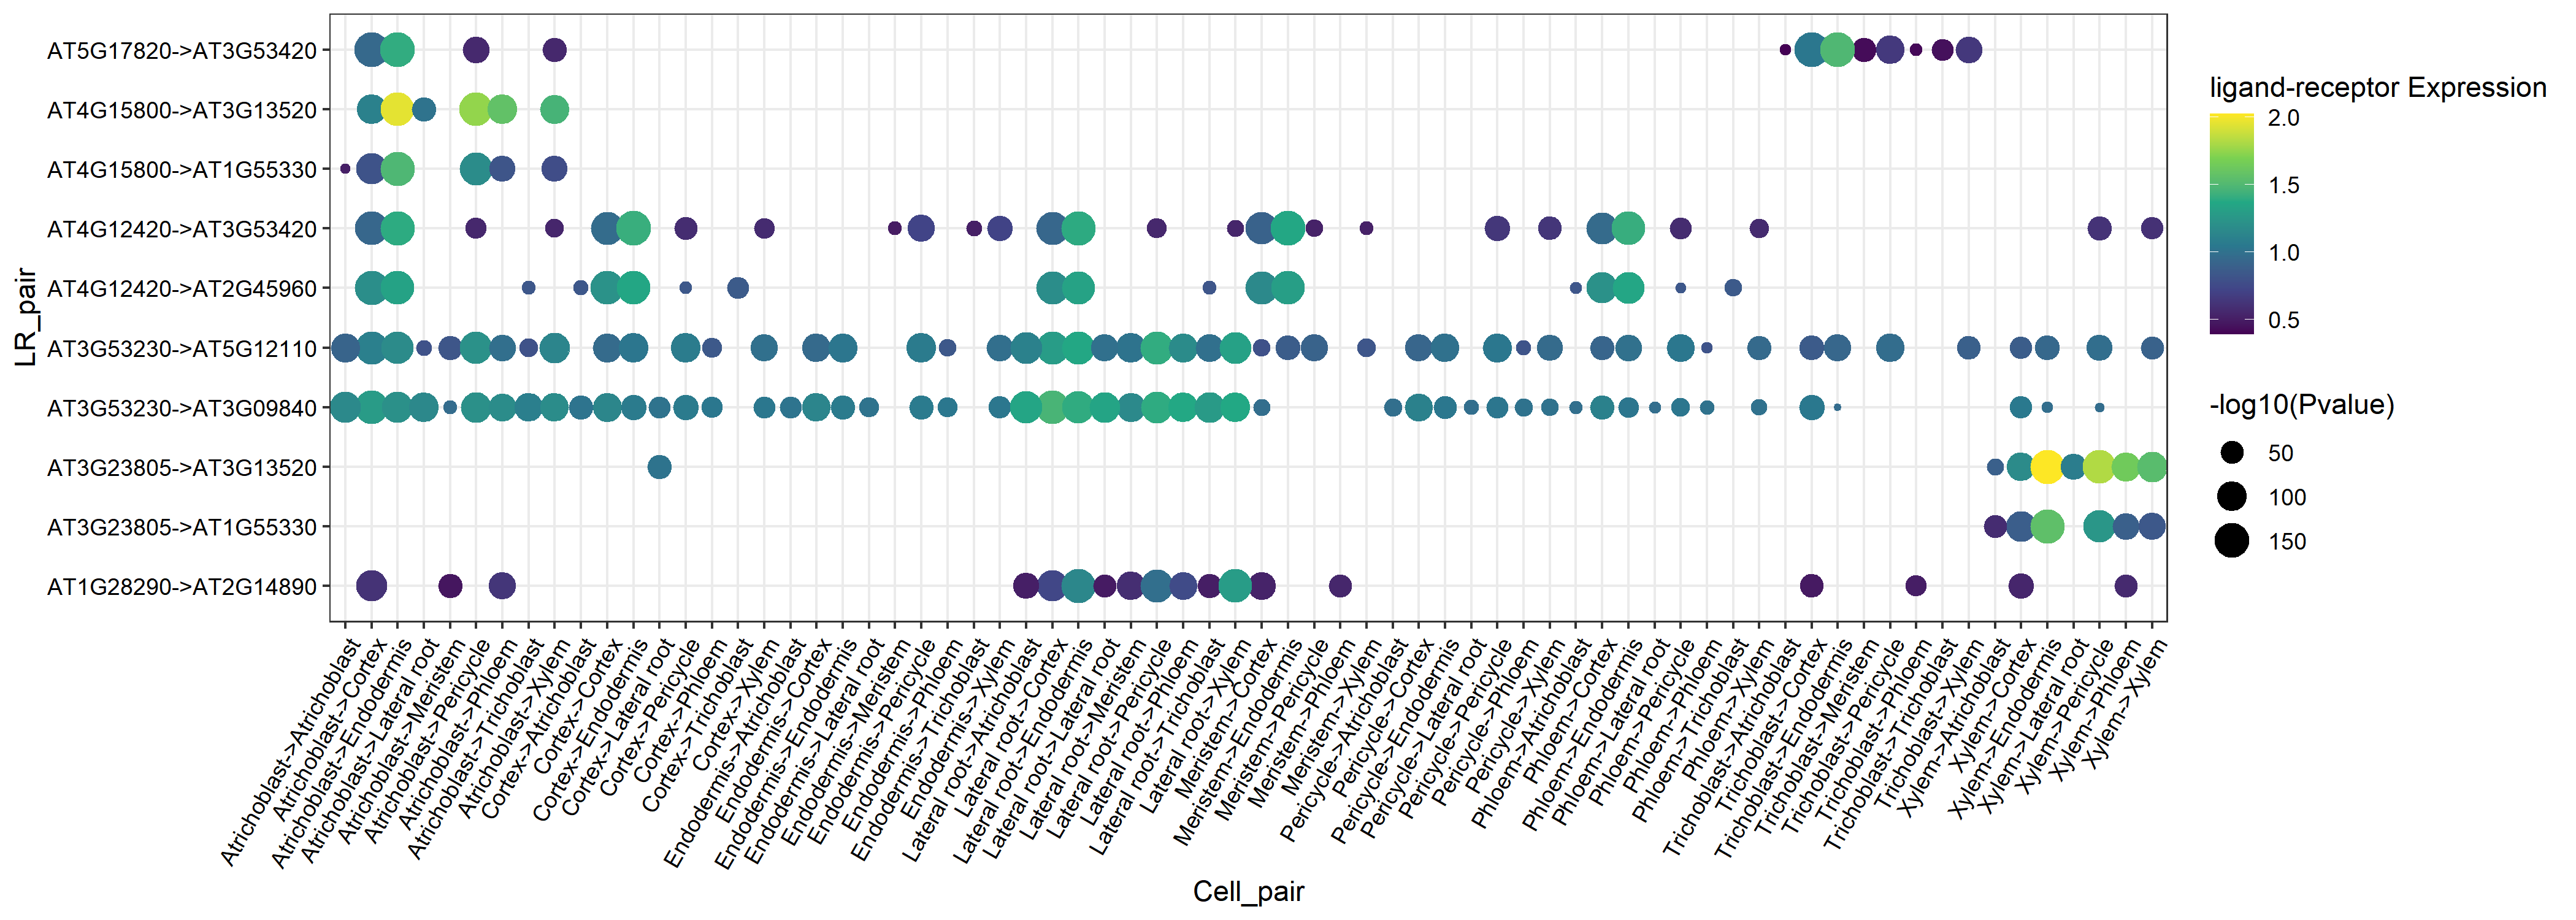 LR_pair
AT5G17820->AT3G53420
AT4G15800->AT3G13520
AT4G15800->AT1G55330
AT4G12420->AT3G53420
AT4G12420->AT2G45960
AT3G53230->AT5G12110
AT3G53230->AT3G09840
AT3G23805->AT3G13520
AT3G23805->AT1G55330
AT1G28290->AT2G14890
Atrichoblast->Atrichoblast
Atrichoblast->Cortex
Atrichoblast->Endodermis
Atrichoblast->Lateral root
Atrichoblast->Meristem
Atrichoblast->Pericycle
Atrichoblast->Phloem
Atrichoblast->Trichoblast
Atrichoblast->Xylem
Cortex->Atrichoblast
Cortex->Cortex
Cortex->Endodermis
Cortex->Lateral root
Cortex->Pericycle
Cortex->Phloem
Cortex->Trichoblast
Cortex->Xylem
Endodermis->Atrichoblast
Endodermis->Cortex
Endodermis->Endodermis
Endodermis->Lateral root
Endodermis->Meristem
Endodermis->Pericycle
Endodermis->Phloem
Endodermis->Trichoblast
Endodermis->Xylem
Lateral root->Atrichoblast
Lateral root->Cortex
Lateral root->Endodermis
Lateral root->Lateral root
Lateral root->Meristem
Lateral root->Pericycle
Lateral root->Phloem
Lateral root->Trichoblast
Lateral root->Xylem
Meristem->Cortex
Meristem->Endodermis
Meristem->Pericycle
Meristem->Phloem
Meristem->Xylem
Pericycle->Atrichoblast
Pericycle->Cortex
Pericycle->Endodermis
Pericycle->Lateral root
Pericycle->Pericycle
Pericycle->Phloem
Pericycle->Xylem
Phloem->Atrichoblast
Phloem->Cortex
Phloem->Endodermis
Phloem->Lateral root
Phloem->Pericycle
Phloem->Phloem
Phloem->Trichoblast
Phloem->Xylem
Trichoblast->Atrichoblast
Trichoblast->Cortex
Trichoblast->Endodermis
Trichoblast->Meristem
Trichoblast->Pericycle
Trichoblast->Phloem
Trichoblast->Trichoblast
Trichoblast->Xylem
Xylem->Atrichoblast
Xylem->Cortex
Xylem->Endodermis
Xylem->Lateral root
Xylem->Pericycle
Xylem->Phloem
Xylem->Xylem
Cell_pair
ligand-receptor Expression
2.0
1.5
1.0
0.5
-log10(Pvalue)
50
100
150